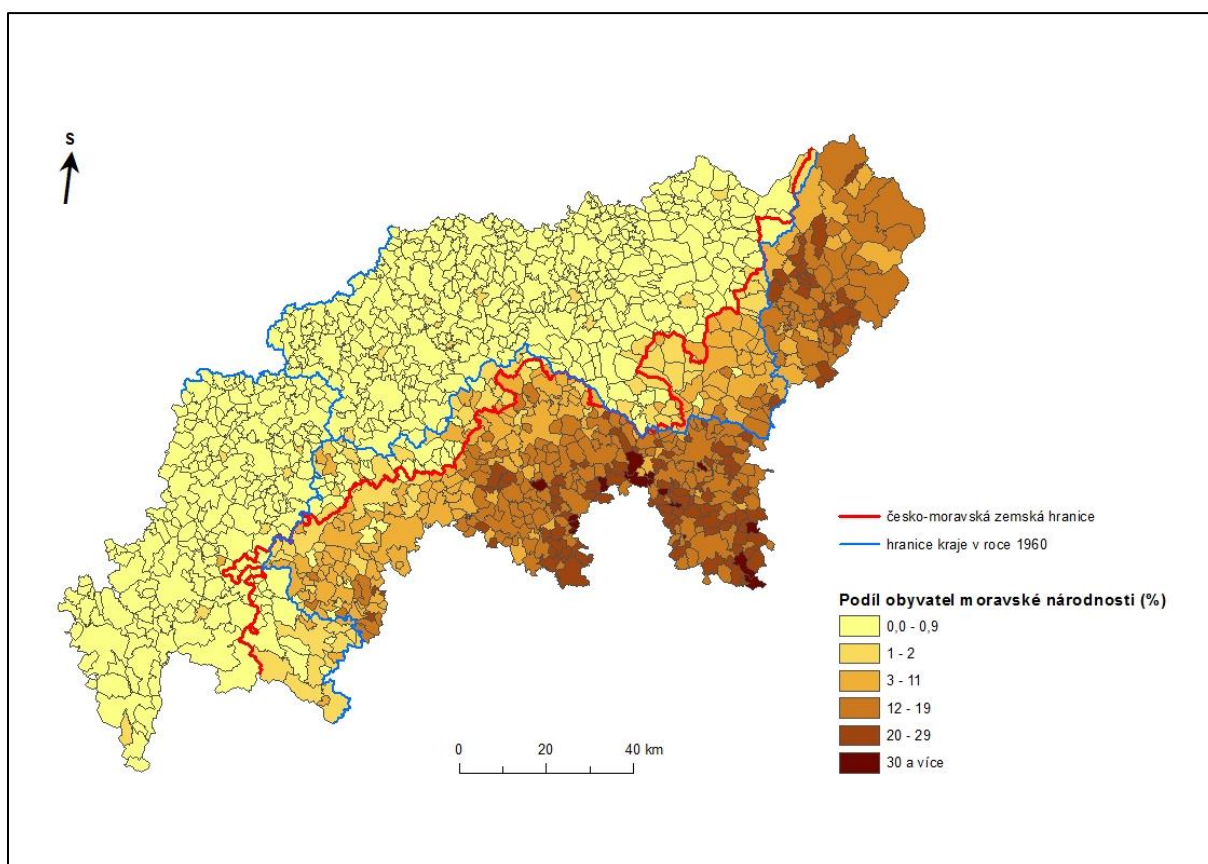 S
česko-moravská zemská hranice
hranice kraje v roce 1960
Podíl obyvatel moravské národnosti (%)
0,0 - 0,9
1 - 2
3 - 11
12 - 19
20 - 29
30 a více
0 20 40 km